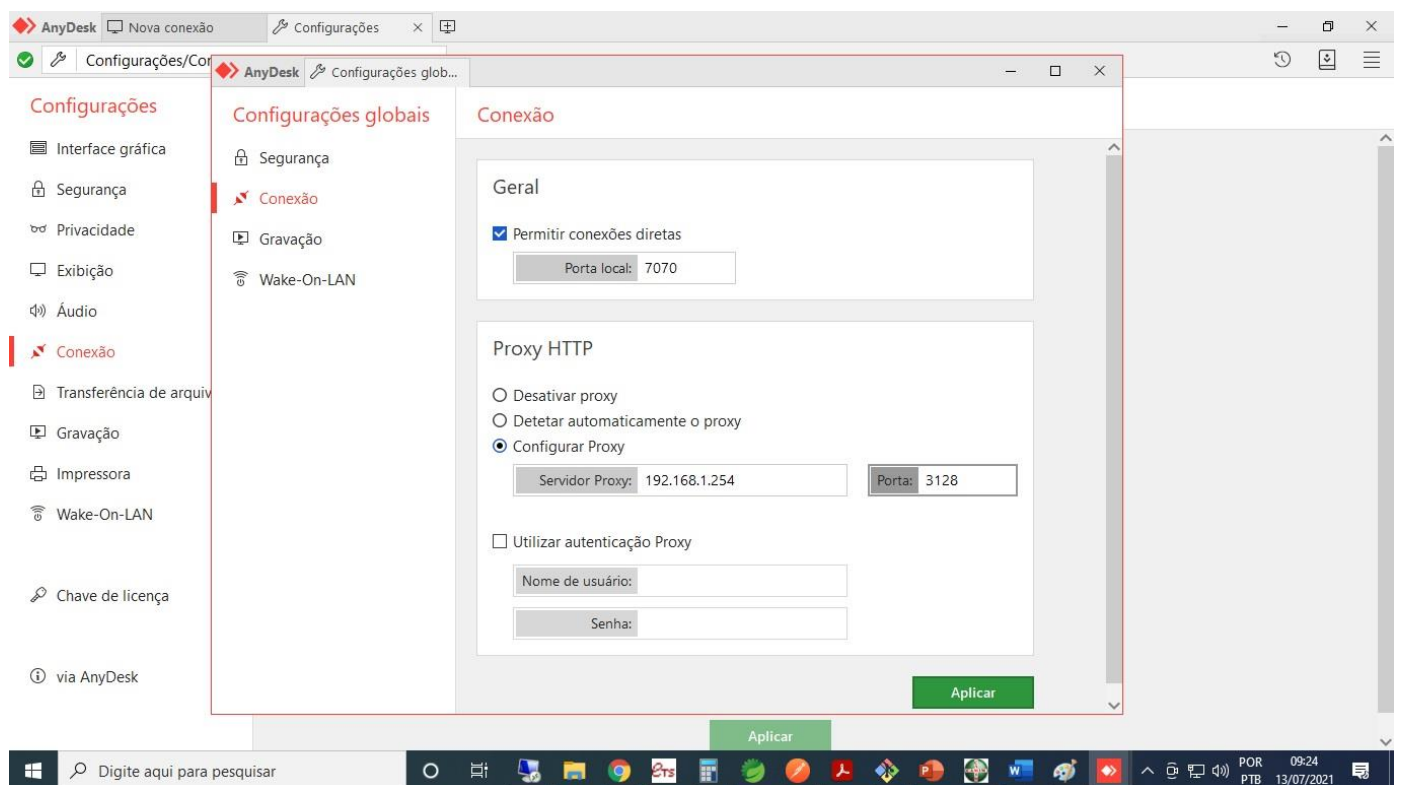 AnyDesk Nova conexão Configurações
Configurações/Con
AnyDesk Configurações glob...
Configurações
Interface gráfica
Segurança
Privacidade
Exibição
Áudio
Conexão
Transferência de arquiv
Gravação
Impressora
Wake-On-LAN
Chave de licença
via AnyDesk
Configurações globais
Segurança
Conexão
Gravação
Wake-On-LAN
Conexão
Geral
Permitir conexões diretas
Porta local: 7070
Proxy HTTP
Desativar proxy
Detetar automaticamente o proxy
Configurar Proxy
Servidor Proxy: 192.168.1.254 Porta: 3128
Utilizar autenticação Proxy
Nome de usuário:
Senha:
Aplicar
Aplicar
Digite aqui para pesquisar
POR 09:24
PTB 13/07/2021